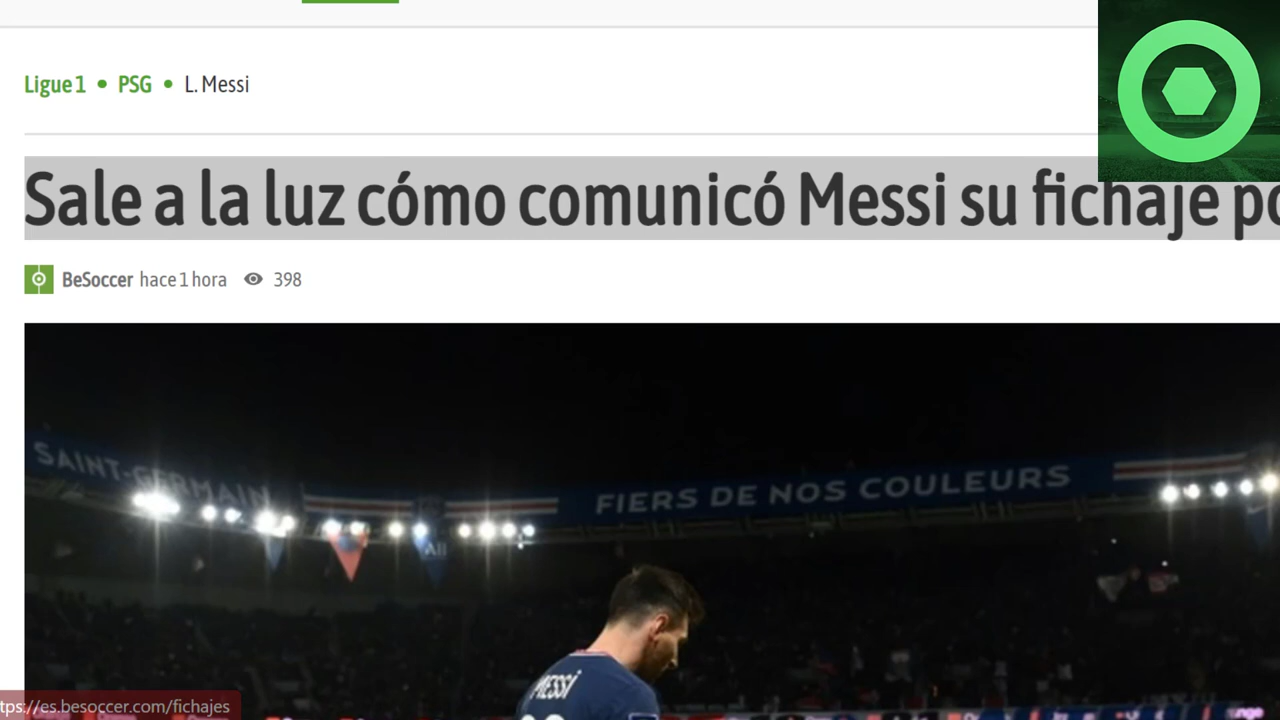 Ligue 1 • PSG • L. Messi
Sale a la luz cómo comunicó Messi su fichaje po
BeSoccer hace 1 hora 398
SAINT-GERMAIN
FIERS DE NOS COULEURS
MESSI
tps://es.besoccer.com/fichajes